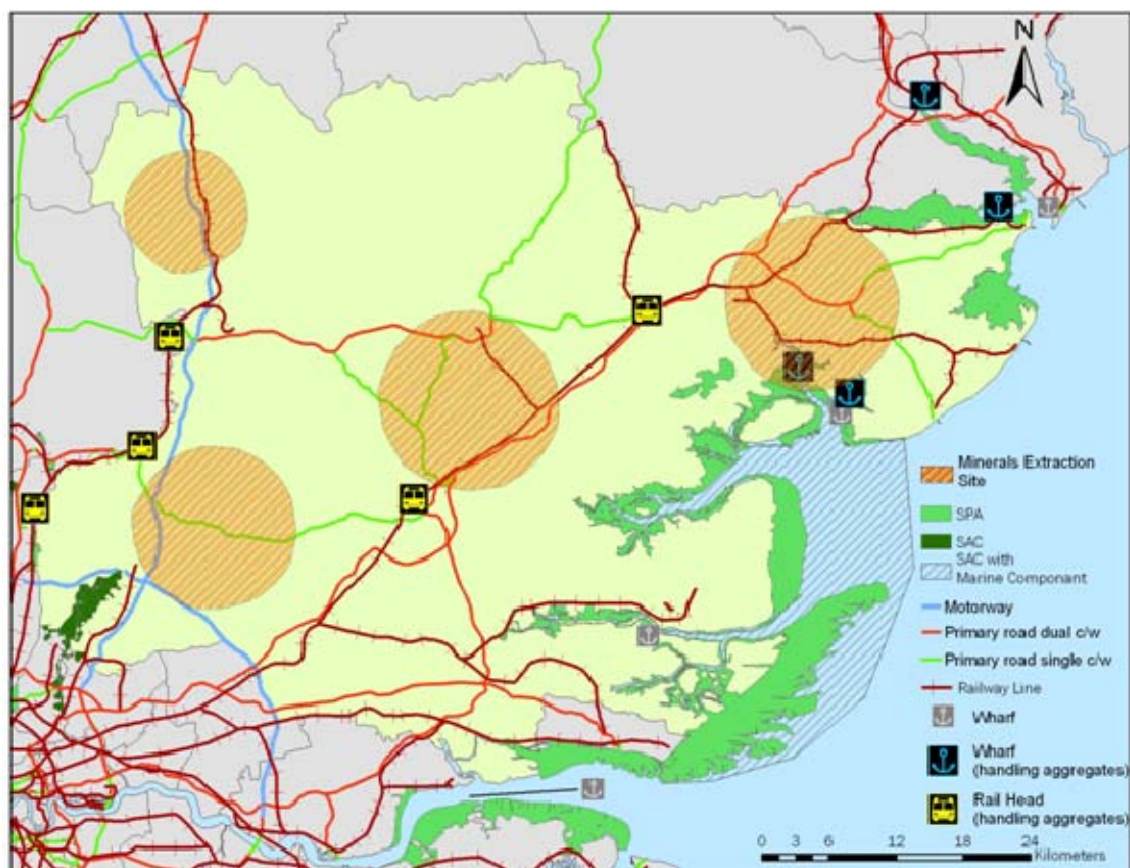 N
Minerals Extraction
Site
SPA
SAC
SAC with
Marine Componant
Motorway
Primary road dual c/w
Primary road single c/w
Railway Line
Wharf
Wharf
(handling aggregates)
Rail Head
(handling aggregates)
0 3 6 12 18 24
Kilometers